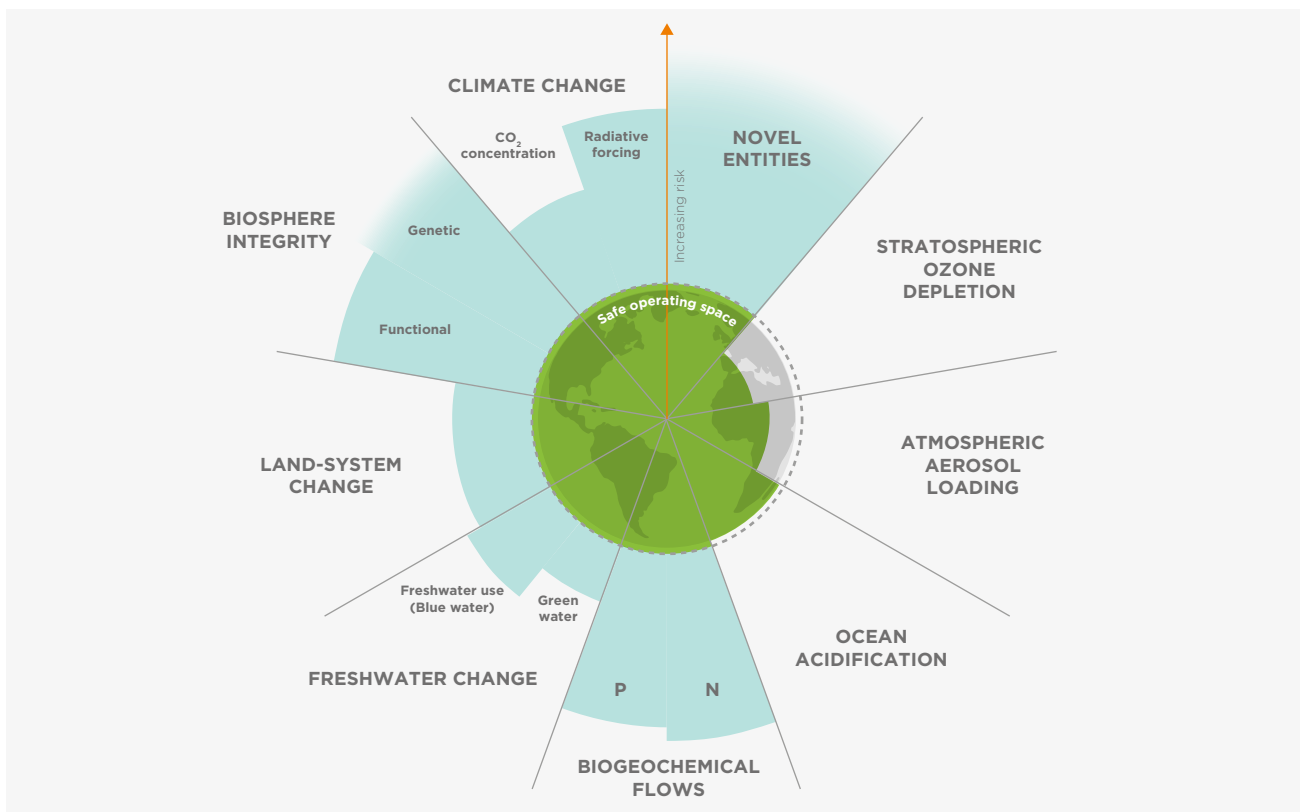 CLIMATE CHANGE
CO₂
concentration
Radiative
forcing
NOVEL
ENTITIES
Increasing risk
BIOSPHERE
INTEGRITY
Genetic
Functional
STRATOSPHERIC
OZONE
DEPLETION
Safe operating space
ATMOSPHERIC
AEROSOL
LOADING
LAND-SYSTEM
CHANGE
Freshwater use
(Blue water)
Green
water
OCEAN
ACIDIFICATION
FRESHWATER CHANGE
P
N
BIOGEOCHEMICAL
FLOWS